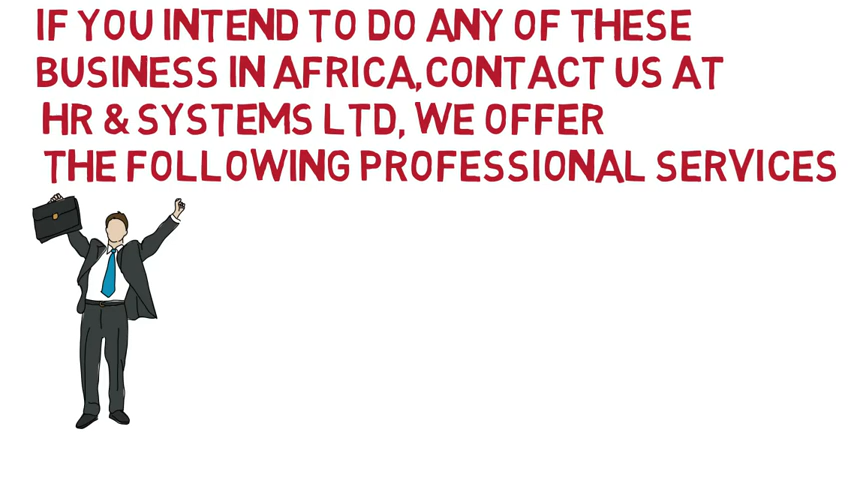 IF YOU INTEND TO DO ANY OF THESE
BUSINESS IN AFRICA,CONTACT US AT
HR & SYSTEMS LTD, WE OFFER
THE FOLLOWING PROFESSIONAL SERVICES